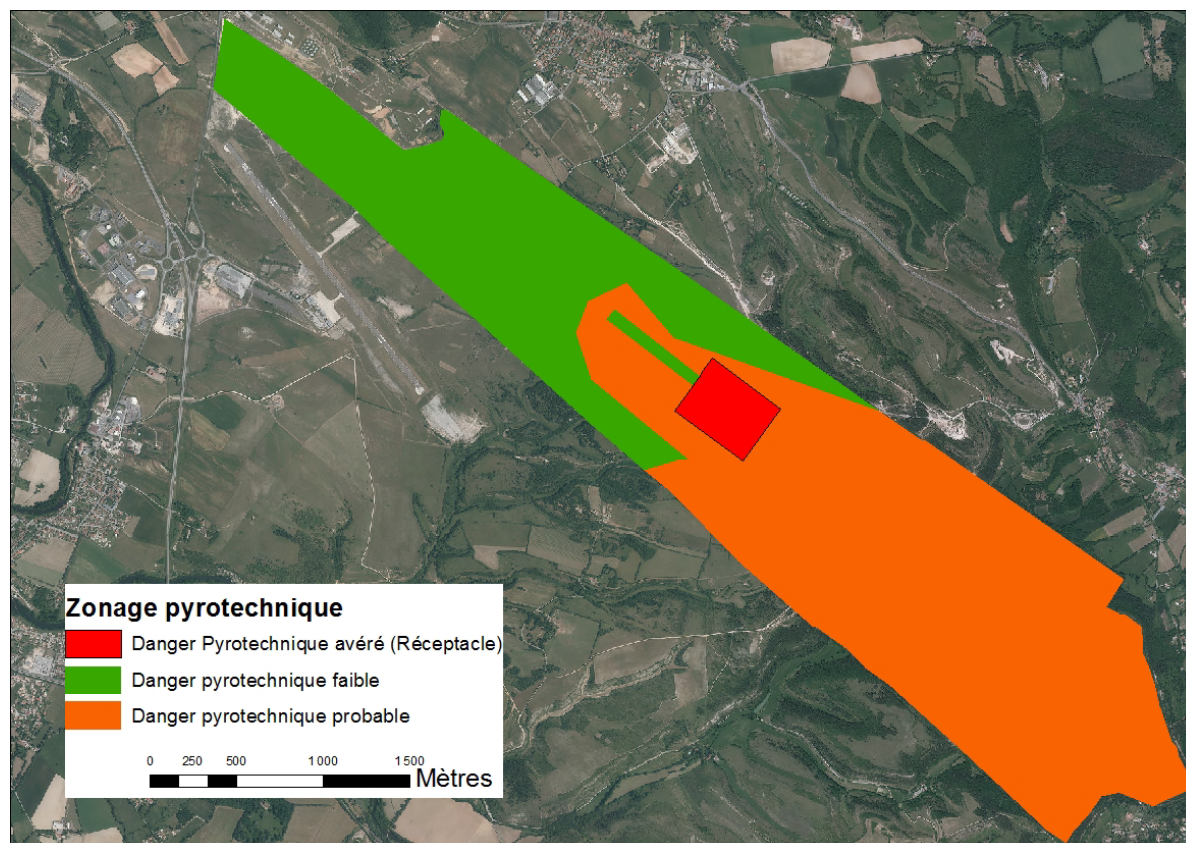 Zonage pyrotechnique
Danger Pyrotechnique avéré (Réceptacle)
Danger pyrotechnique faible
Danger pyrotechnique probable
0 250 500 1 000 1 500
Mètres